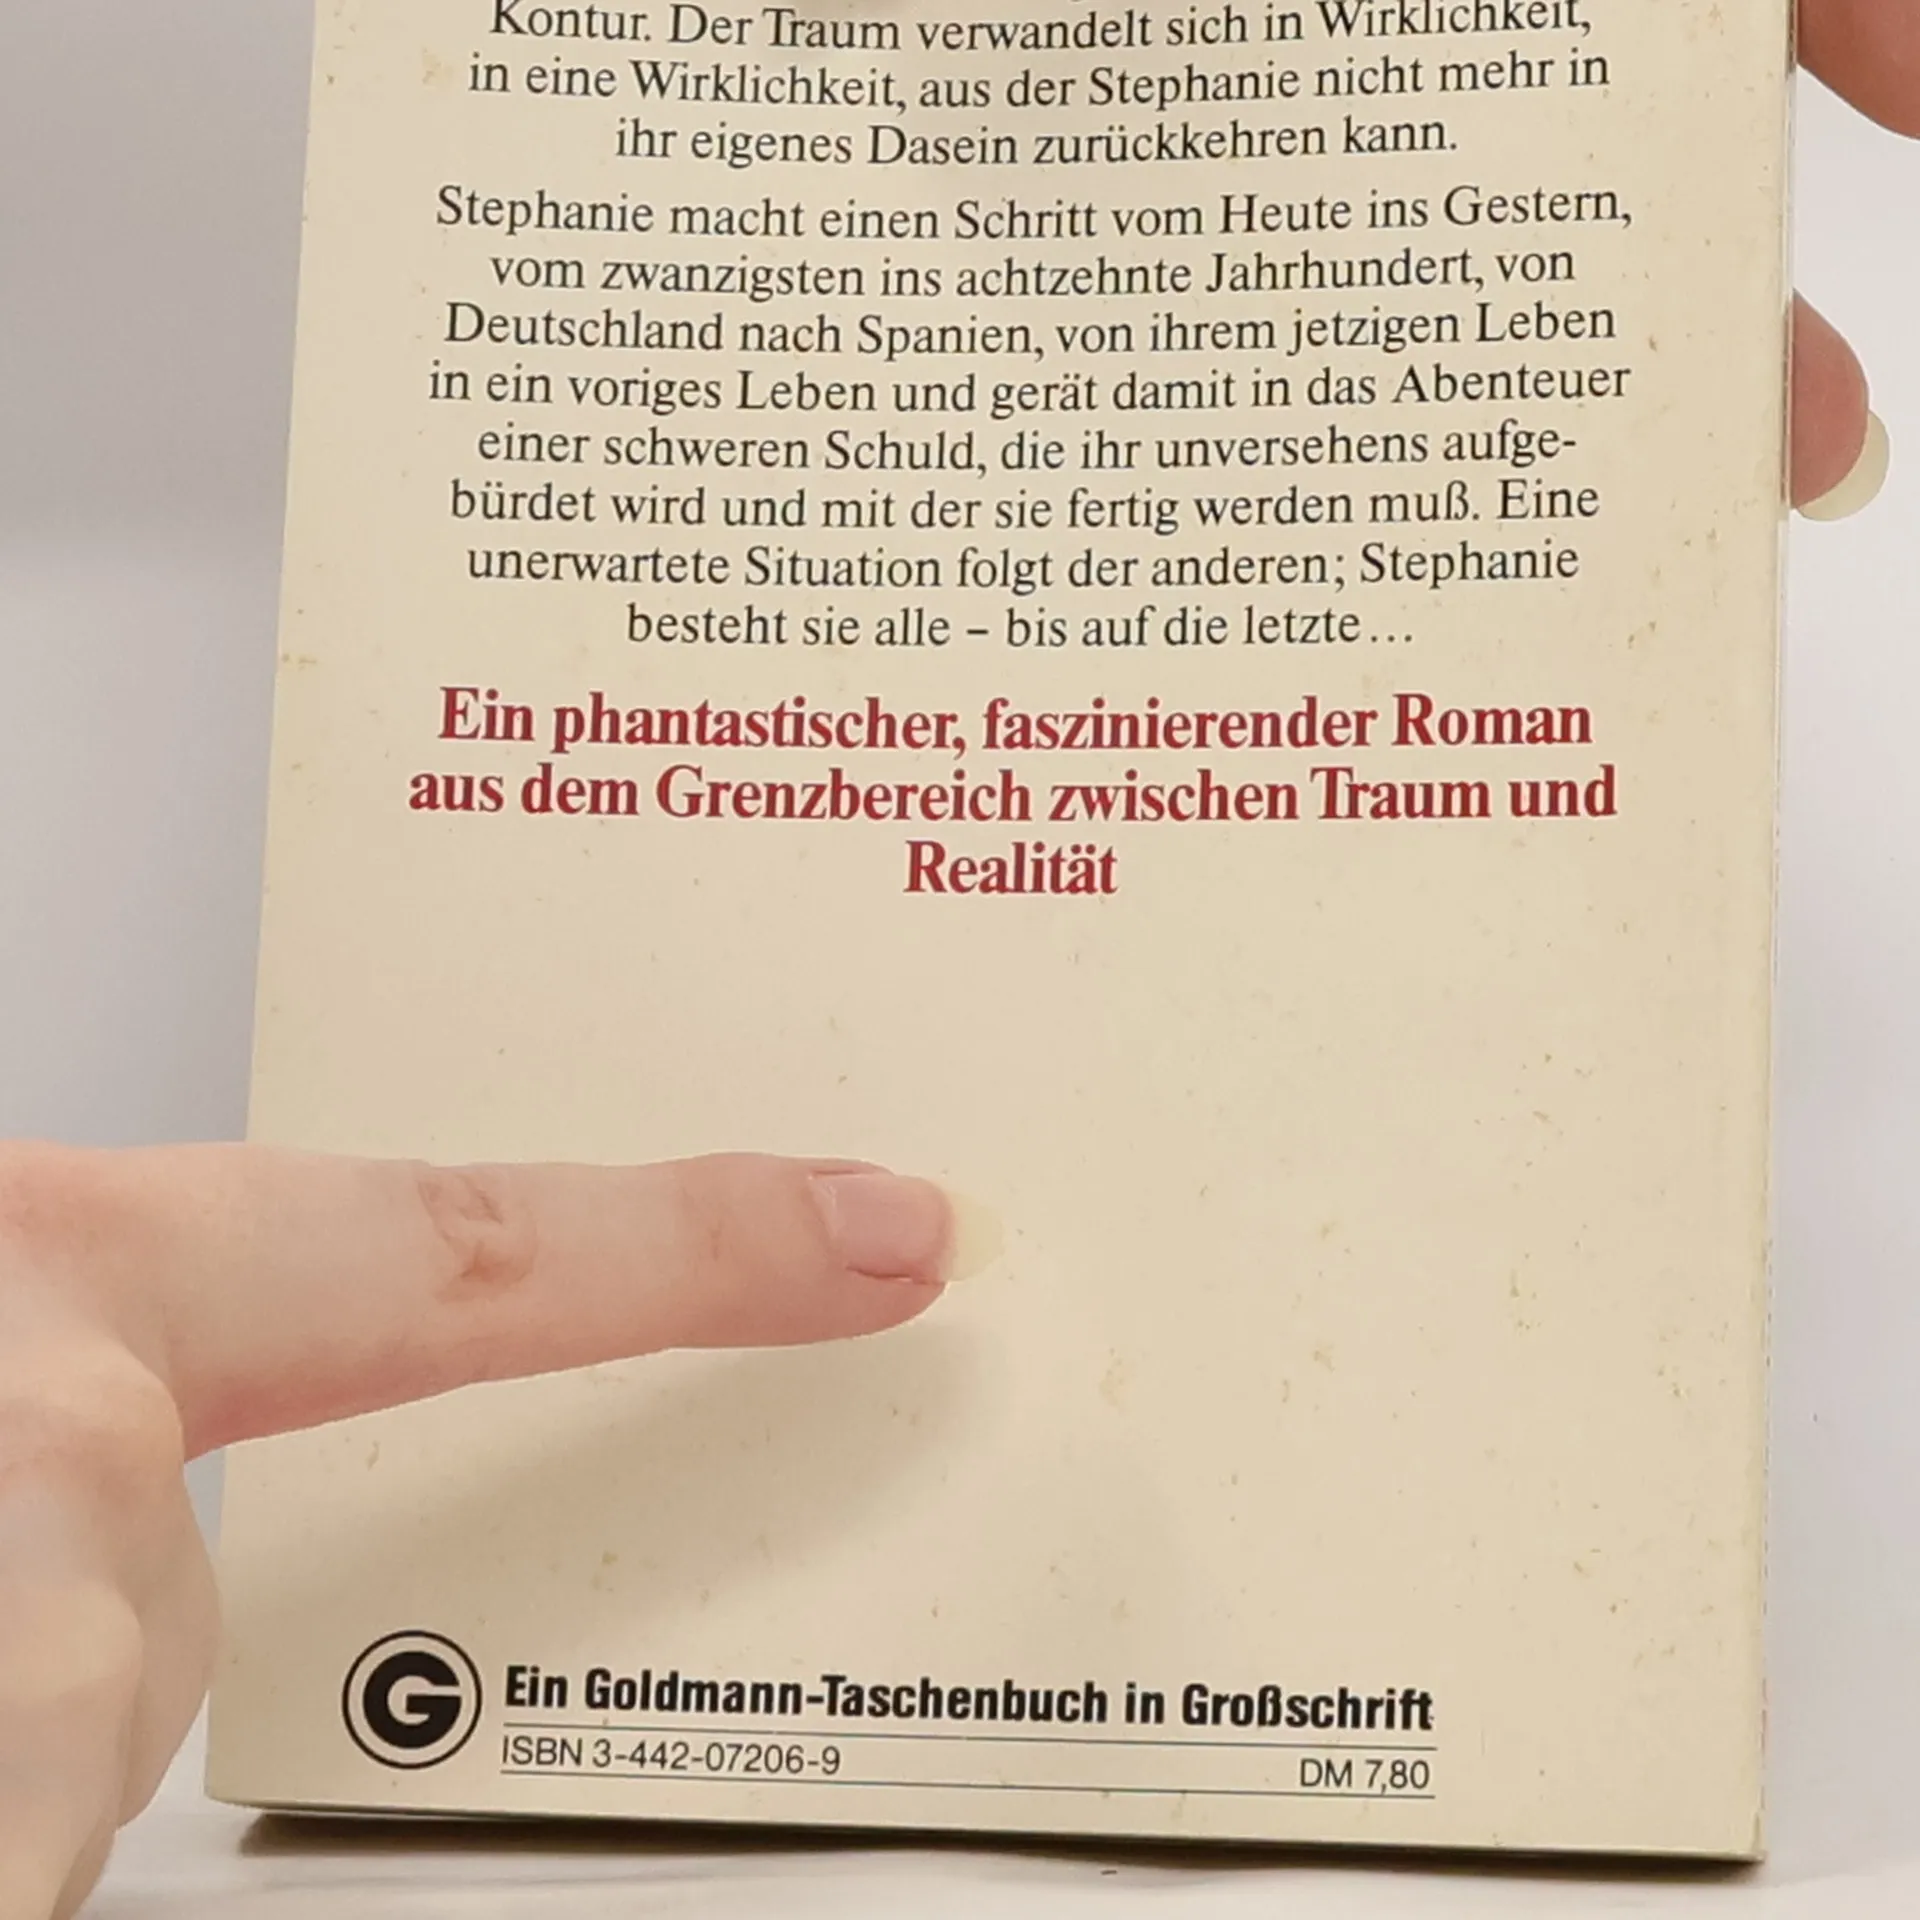 Kontur. Der Traum verwandelt sich in Wirklichkeit,
in eine Wirklichkeit, aus der Stephanie nicht mehr in
ihr eigenes Dasein zurückkehren kann.
Stephanie macht einen Schritt vom Heute ins Gestern,
vom zwanzigsten ins achtzehnte Jahrhundert, von
Deutschland nach Spanien, von ihrem jetzigen Leben
in ein voriges Leben und gerät damit in das Abenteuer
einer schweren Schuld, die ihr unversehens aufge-
bürdet wird und mit der sie fertig werden muß. Eine
unerwartete Situation folgt der anderen; Stephanie
besteht sie alle – bis auf die letzte...
Ein phantastischer, faszinierender Roman
aus dem Grenzbereich zwischen Traum und
Realität
G Ein Goldmann-Taschenbuch in Großschrift
ISBN 3-442-07206-9 DM 7,80